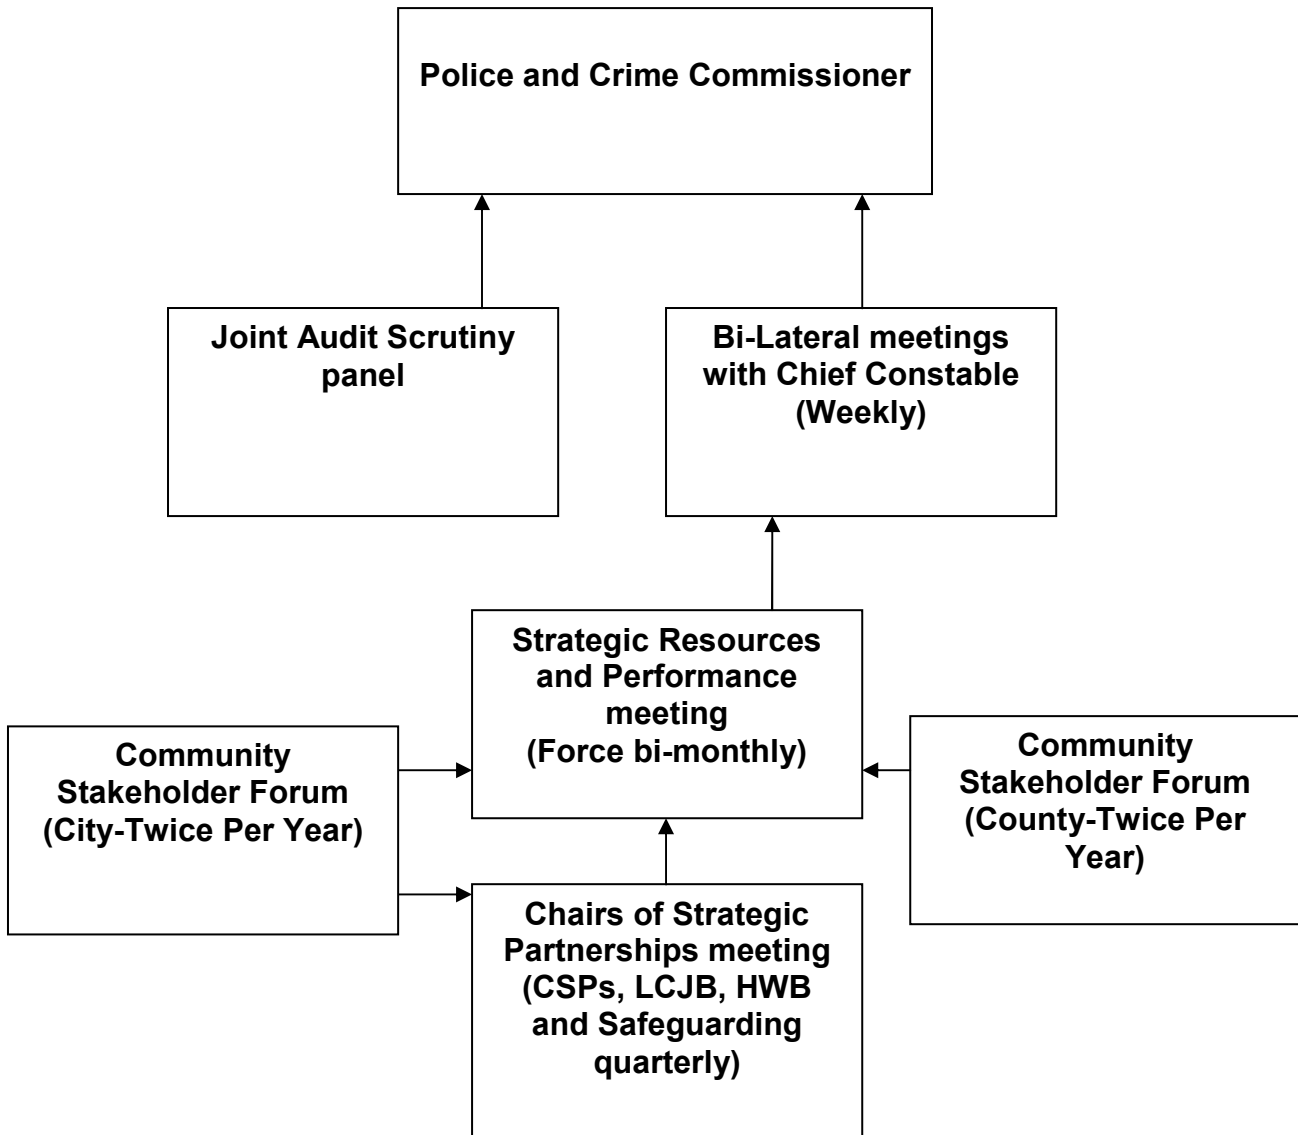 Police and Crime Commissioner
Joint Audit Scrutiny
panel
Bi-Lateral meetings
with Chief Constable
(Weekly)
Strategic Resources
and Performance
meeting
(Force bi-monthly)
Community
Stakeholder Forum
(City-Twice Per Year)
Community
Stakeholder Forum
(County-Twice Per
Year)
Chairs of Strategic
Partnerships meeting
(CSPs, LCJB, HWB
and Safeguarding
quarterly)